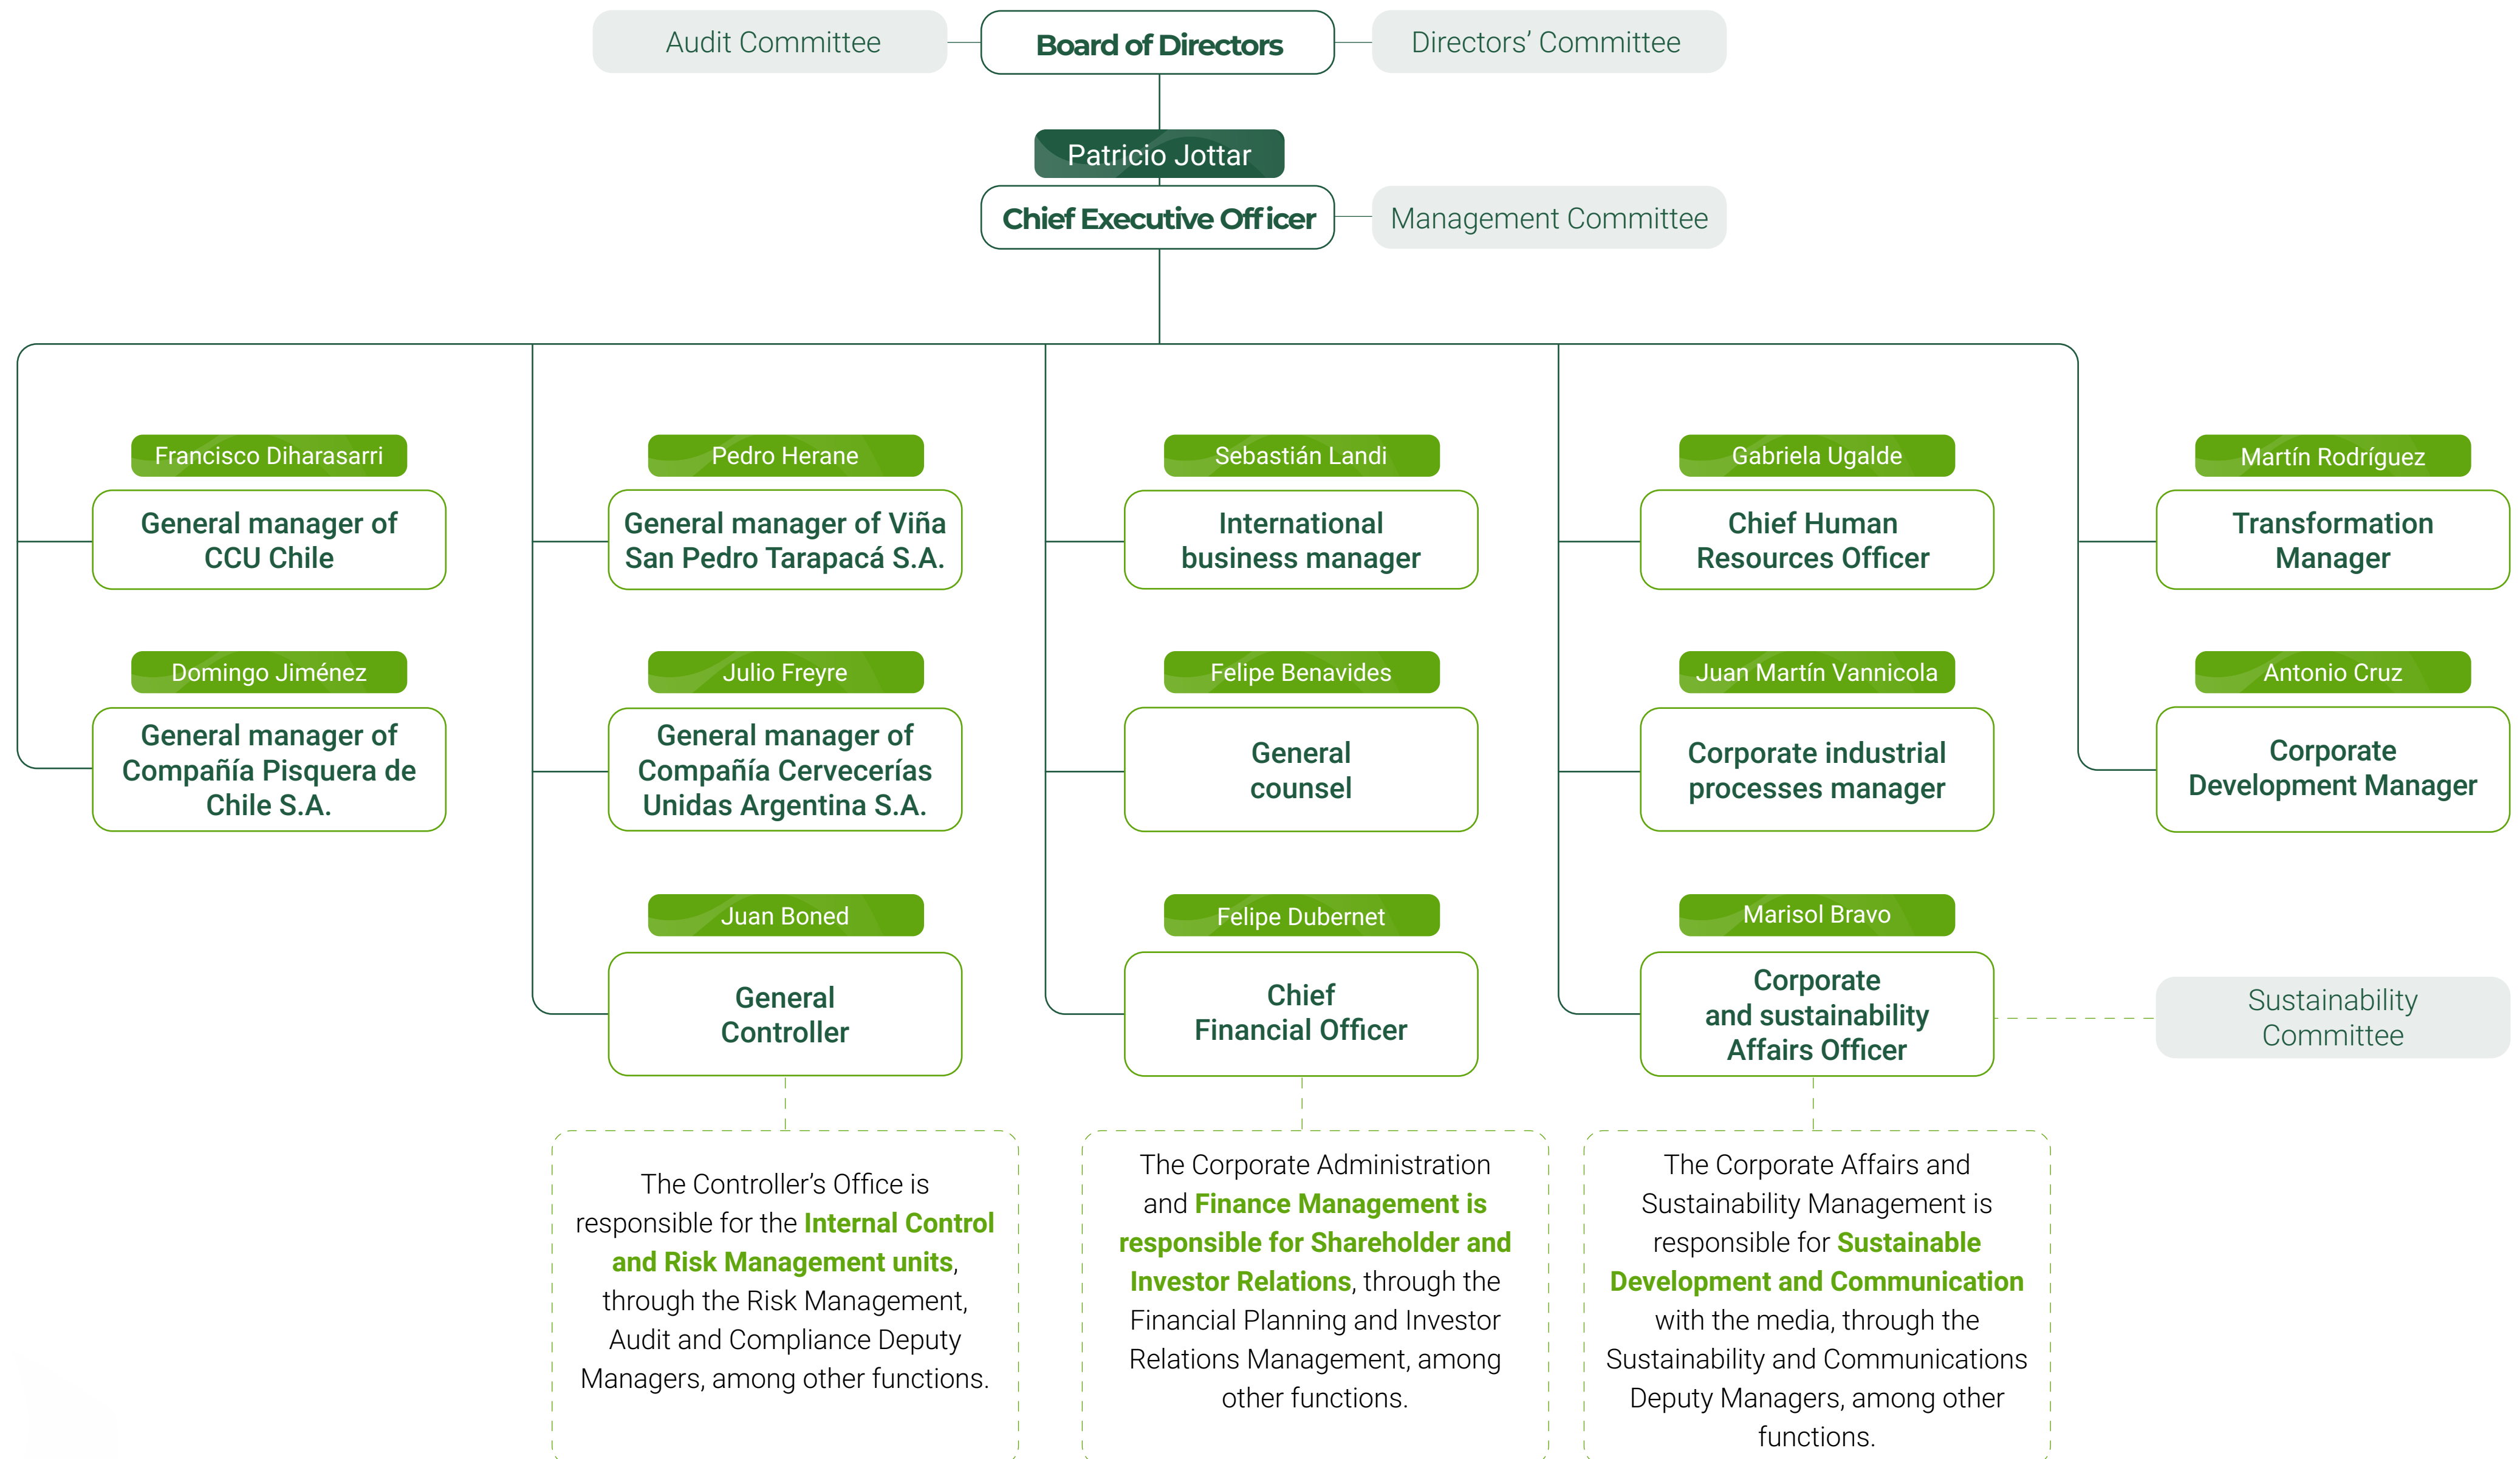 Audit Committee
Board of Directors
Directors’ Committee
Patricio Jottar
Chief Executive Officer
Management Committee
Francisco Diharasarri
General manager of
CCU Chile
Domingo Jiménez
General manager of
Compañía Pisquera de
Chile S.A.
Pedro Herane
General manager of Viña
San Pedro Tarapacá S.A.
Julio Freyre
General manager of
Compañía Cervecerías
Unidas Argentina S.A.
Juan Boned
General
Controller
The Controller’s Office is
responsible for the Internal Control
and Risk Management units,
through the Risk Management,
Audit and Compliance Deputy
Managers, among other functions.
Sebastián Landi
International
business manager
Felipe Benavides
General
counsel
Felipe Dubernet
Chief
Financial Officer
The Corporate Administration
and Finance Management is
responsible for Shareholder and
Investor Relations, through the
Financial Planning and Investor
Relations Management, among
other functions.
Gabriela Ugalde
Chief Human
Resources Officer
Juan Martín Vannicola
Corporate industrial
processes manager
Marisol Bravo
Corporate
and sustainability
Affairs Officer
The Corporate Affairs and
Sustainability Management is
responsible for Sustainable
Development and Communication
with the media, through the
Sustainability and Communications
Deputy Managers, among other
functions.
Martín Rodríguez
Transformation
Manager
Antonio Cruz
Corporate
Development Manager
Sustainability
Committee